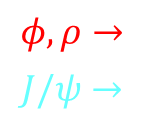 ϕ, ρ →
J/ψ →